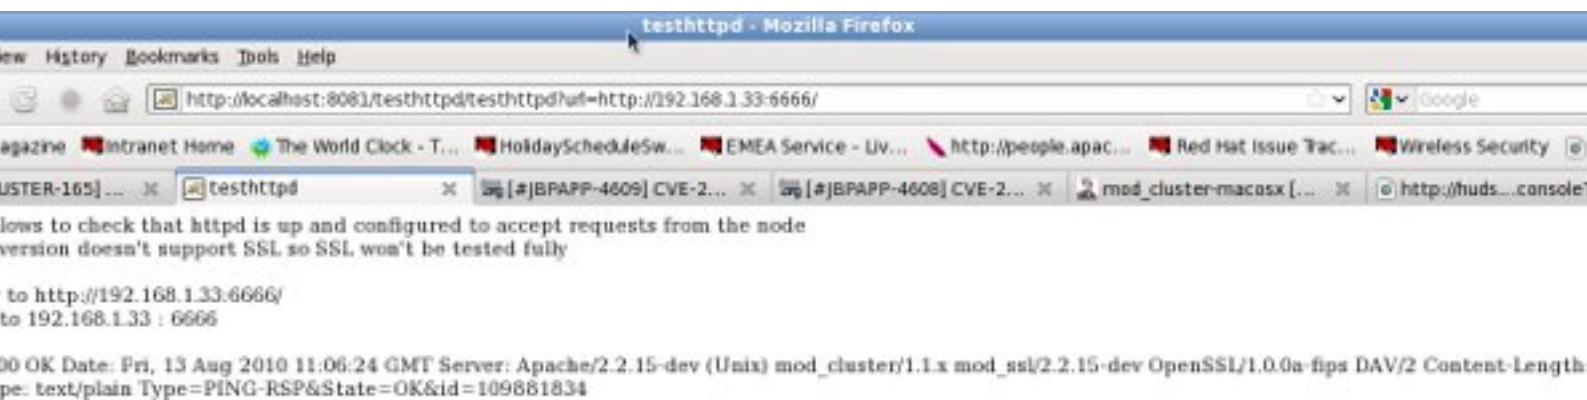 testhttpd - Mozilla Firefox
ew History Bookmarks Tools Help
http://localhost:8081/testhttpd/testhttpd?url=http://192.168.1.33:6666/ Google
agazine Intranet Home The World Clock - T... HolidayScheduleSw... EMEA Service - Liv... http://people.apac... Red Hat Issue Trac... Wireless Security
USTER-165] ... testhttpd [#JBPAPP-4609] CVE-2... [#JBPAPP-4608] CVE-2... mod_cluster-macosx [... http://huds...consoleT
lows to check that httpd is up and configured to accept requests from the node
version doesn't support SSL so SSL won't be tested fully
to http://192.168.1.33:6666/
to 192.168.1.33 : 6666
00 OK Date: Fri, 13 Aug 2010 11:06:24 GMT Server: Apache/2.2.15-dev (Unix) mod_cluster/1.1.x mod_ssl/2.2.15-dev OpenSSL/1.0.0a-fips DAV/2 Content-Length:
pe: text/plain Type=PING-RSP&State=OK&id=109881834